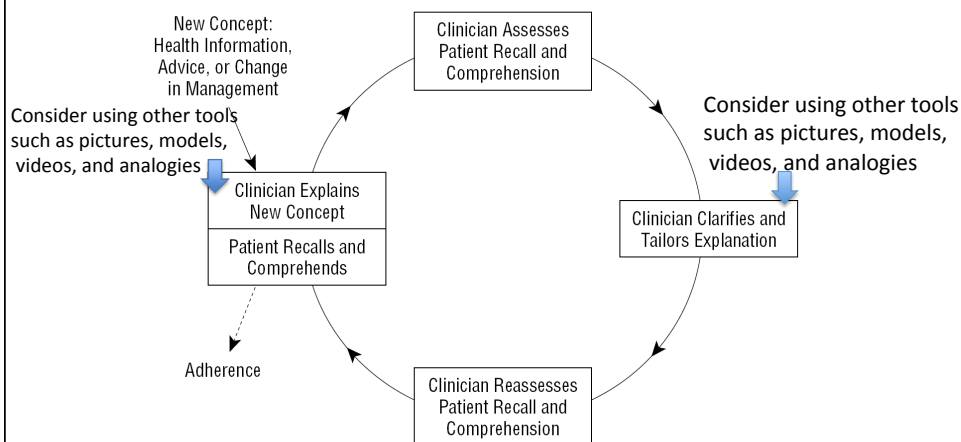 New Concept:
Health Information,
Advice, or Change
in Management
Consider using other tools
such as pictures, models,
videos, and analogies
Clinician Explains
New Concept
Patient Recalls and
Comprehends
Adherence
Clinician Assesses
Patient Recall and
Comprehension
Consider using other tools
such as pictures, models,
videos, and analogies
Clinician Clarifies and
Tailors Explanation
Clinician Reassesses
Patient Recall and
Comprehension